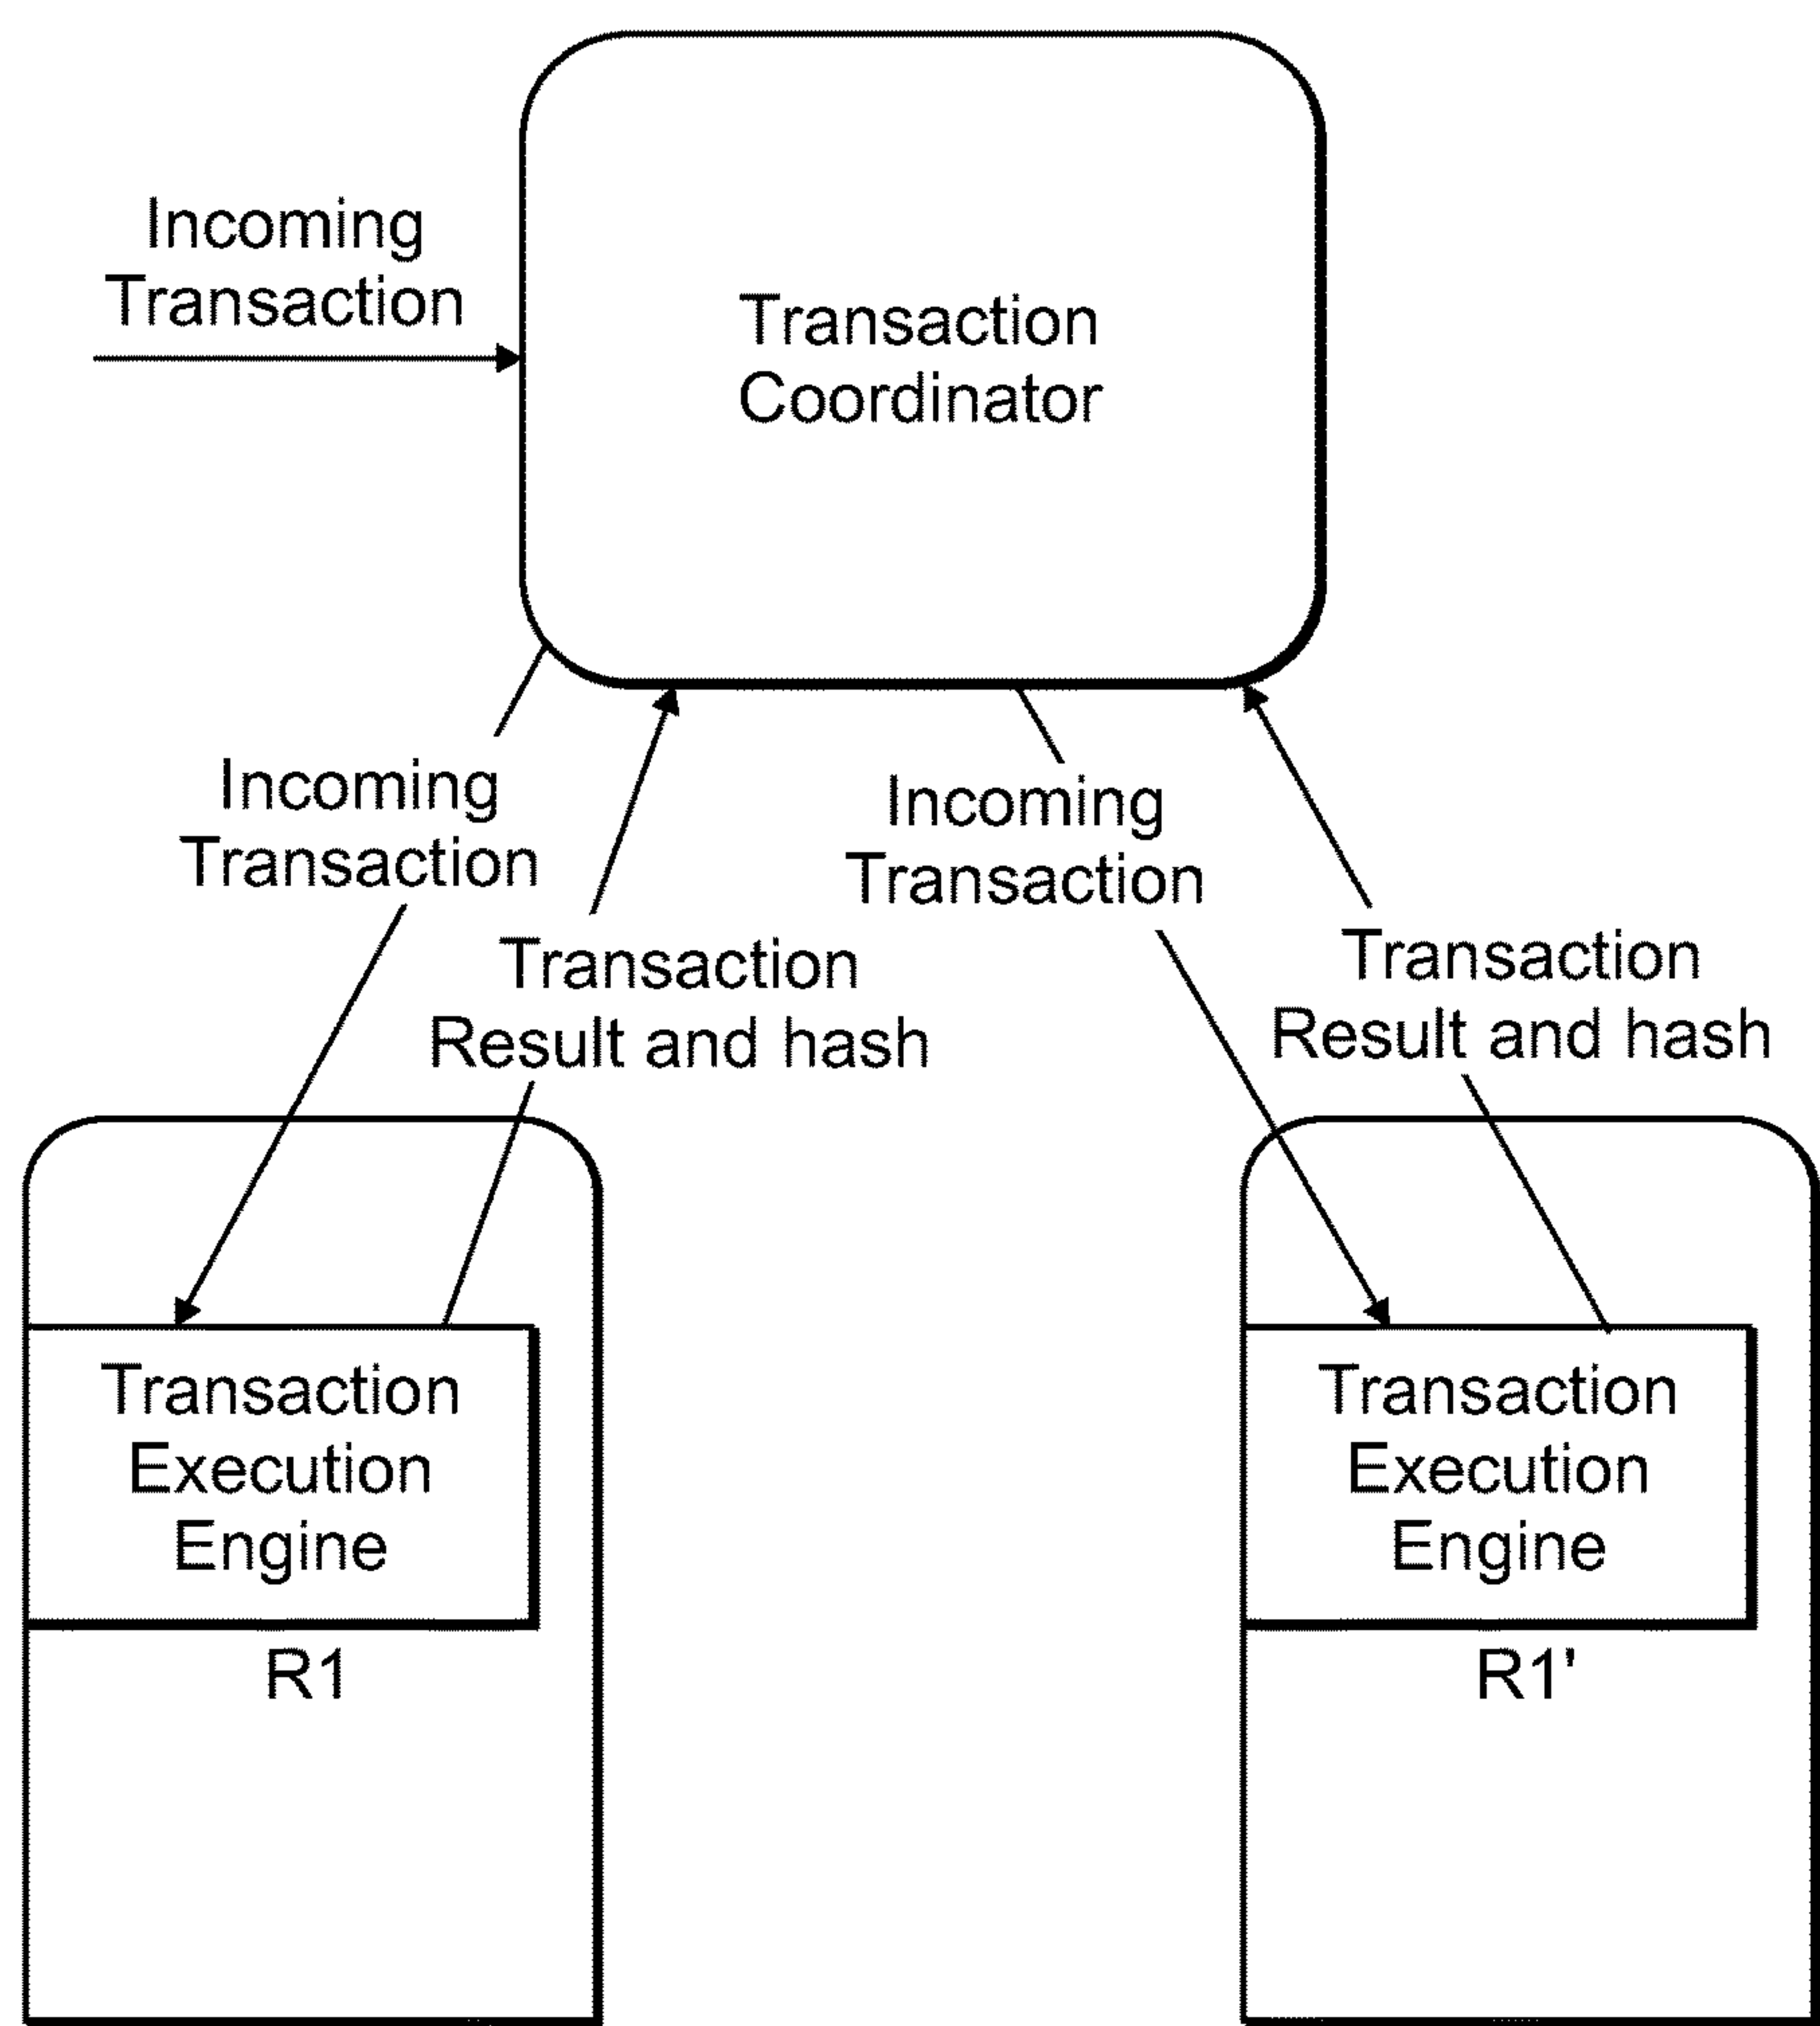 Incoming
Transaction
Transaction
Coordinator
Incoming
Transaction
Transaction
Result and hash
Incoming
Transaction
Transaction
Result and hash
Transaction
Execution
Engine
R1
Transaction
Execution
Engine
R1'